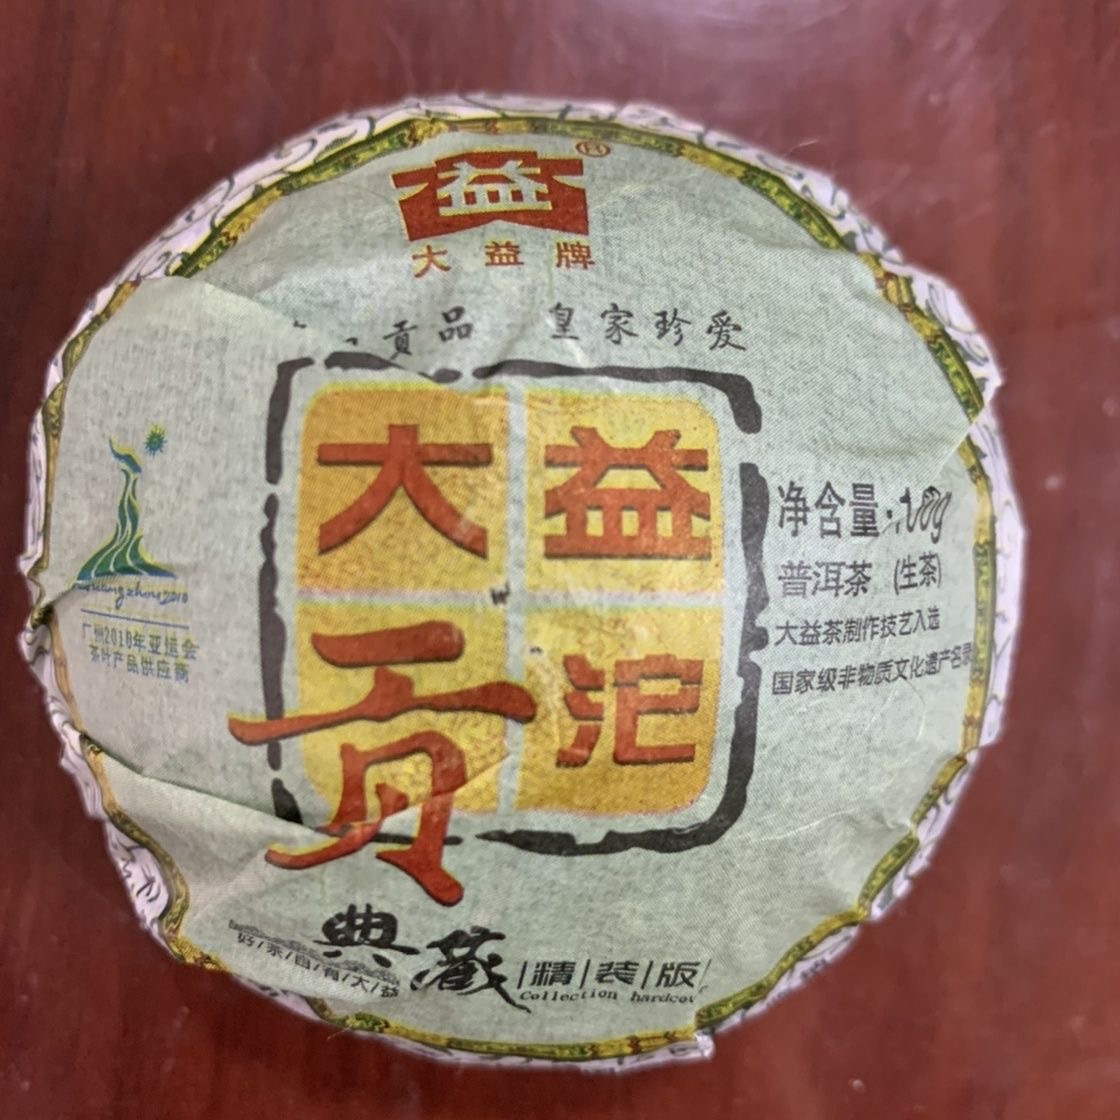 益®
大益牌
贡品 皇家珍爱
大益
贡沱
净含量:
普洱茶 (生茶)
大益茶制作技艺入选
国家级非物质文化遗产名录
Guangzhou 2010
广州2010年亚运会
茶叶产品供应商
典藏
|精|装|版|
好/茶/自/有/大/益
Collection hardcov